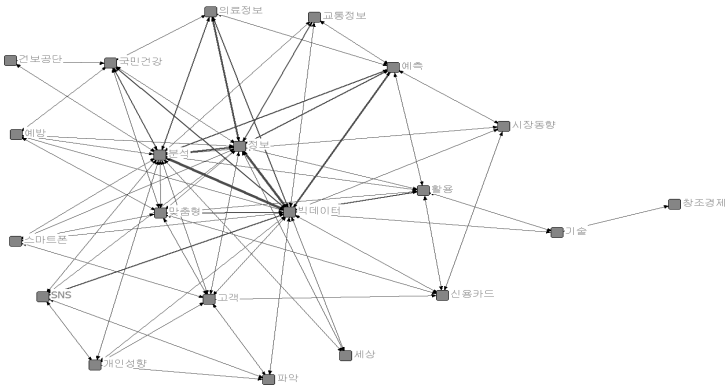 의료정보
교통정보
건보공단
국민건강
예측
시장동향
예방
분석
정보
활용
창조경제
맞춤형
빅데이터
기술
스마트폰
SNS
고객
신용카드
세상
개인성향
파악